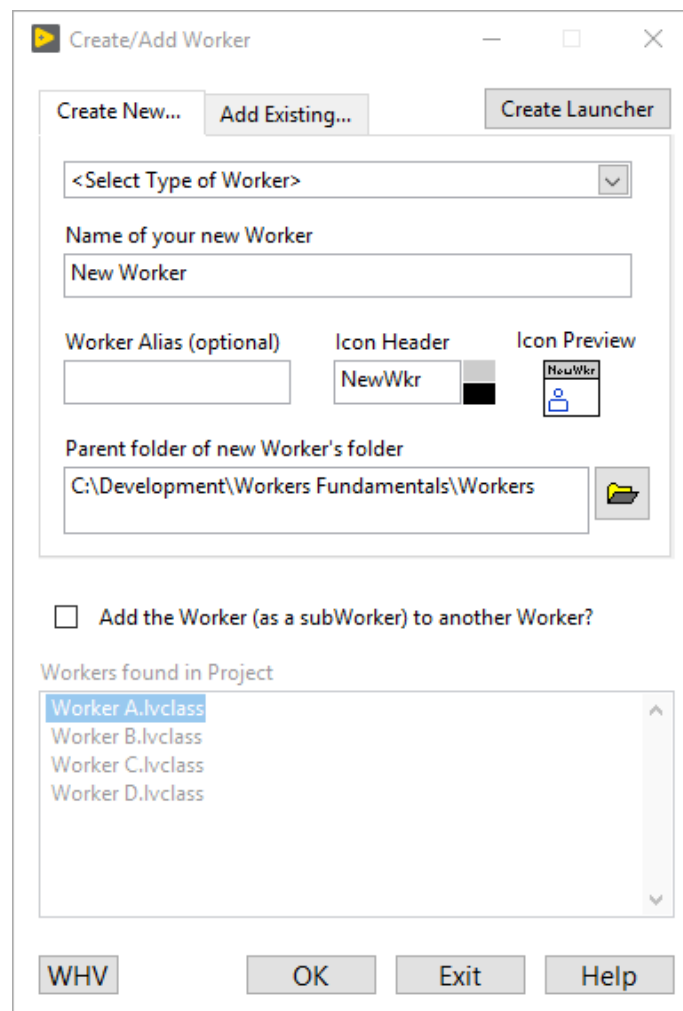 Create/Add Worker
Create New...
Add Existing...
Create Launcher
<Select Type of Worker>
Name of your new Worker
New Worker
Worker Alias (optional)
Icon Header
Icon Preview
NewWkr
NewWkr
Parent folder of new Worker's folder
C:\Development\Workers Fundamentals\Workers
Add the Worker (as a subWorker) to another Worker?
Workers found in Project
Worker A.lvclass
Worker B.lvclass
Worker C.lvclass
Worker D.lvclass
WHV
OK
Exit
Help